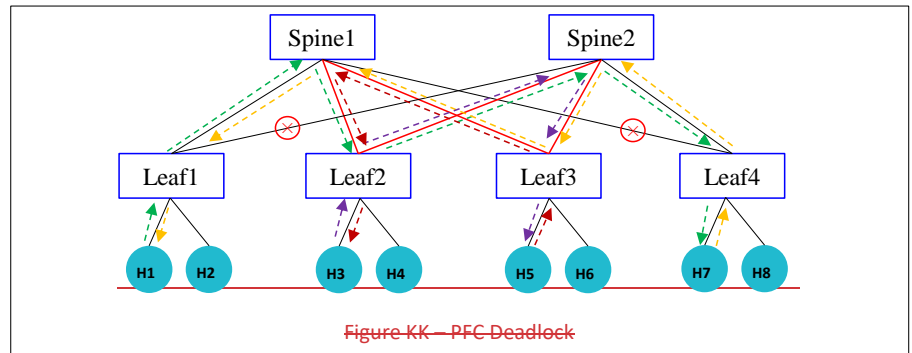 Spine1 Spine2
Leaf1 Leaf2 Leaf3 Leaf4
H1 H2 H3 H4 H5 H6 H7 H8
Figure KK – PFC Deadlock